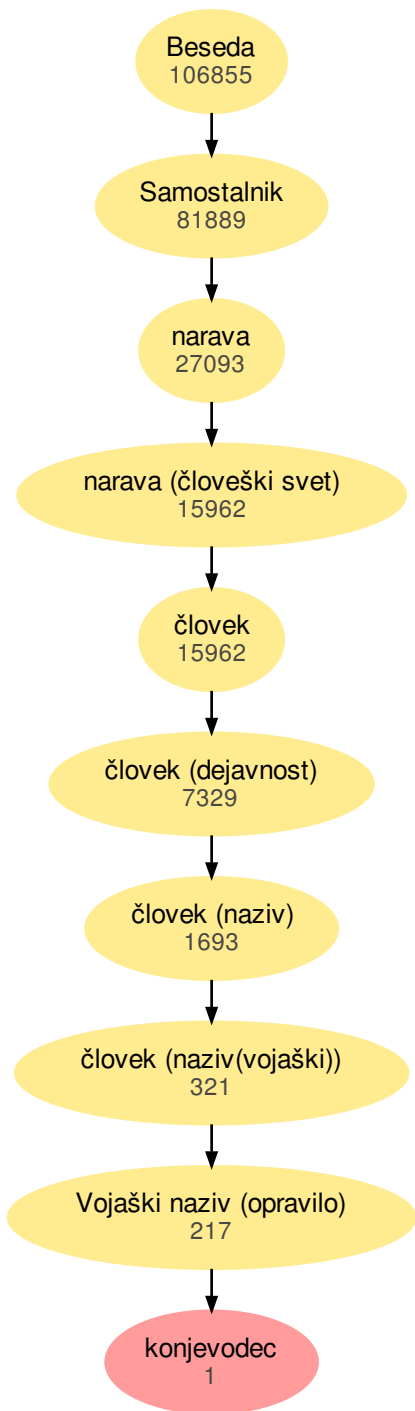 Beseda
106855
Samostalnik
81889
narava
27093
narava (človeški svet)
15962
človek
15962
človek (dejavnost)
7329
človek (naziv)
1693
človek (naziv(vojaški))
321
Vojaški naziv (opravilo)
217
konjevodec
1